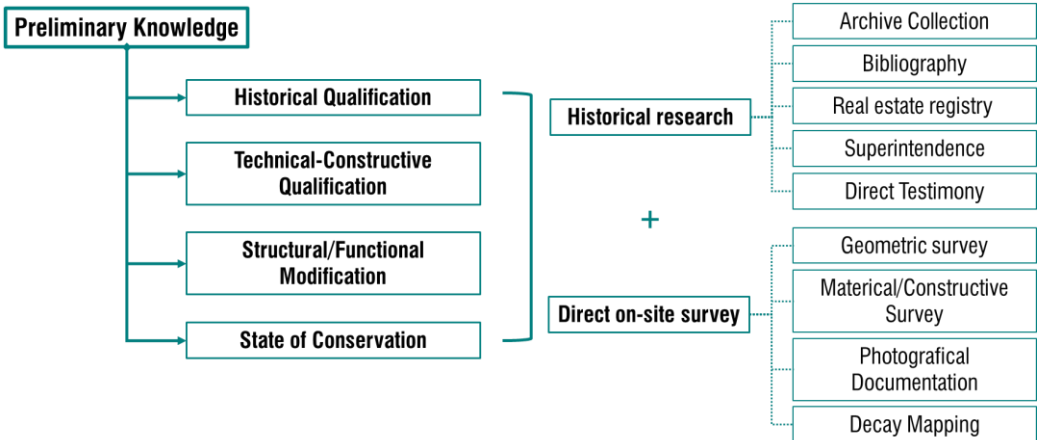 Preliminary Knowledge
Historical Qualification
Technical-Constructive
Qualification
Structural/Functional
Modification
State of Conservation
Historical research
+
Direct on-site survey
Archive Collection
Bibliography
Real estate registry
Superintendence
Direct Testimony
Geometric survey
Materical/Constructive
Survey
Photografical
Documentation
Decay Mapping